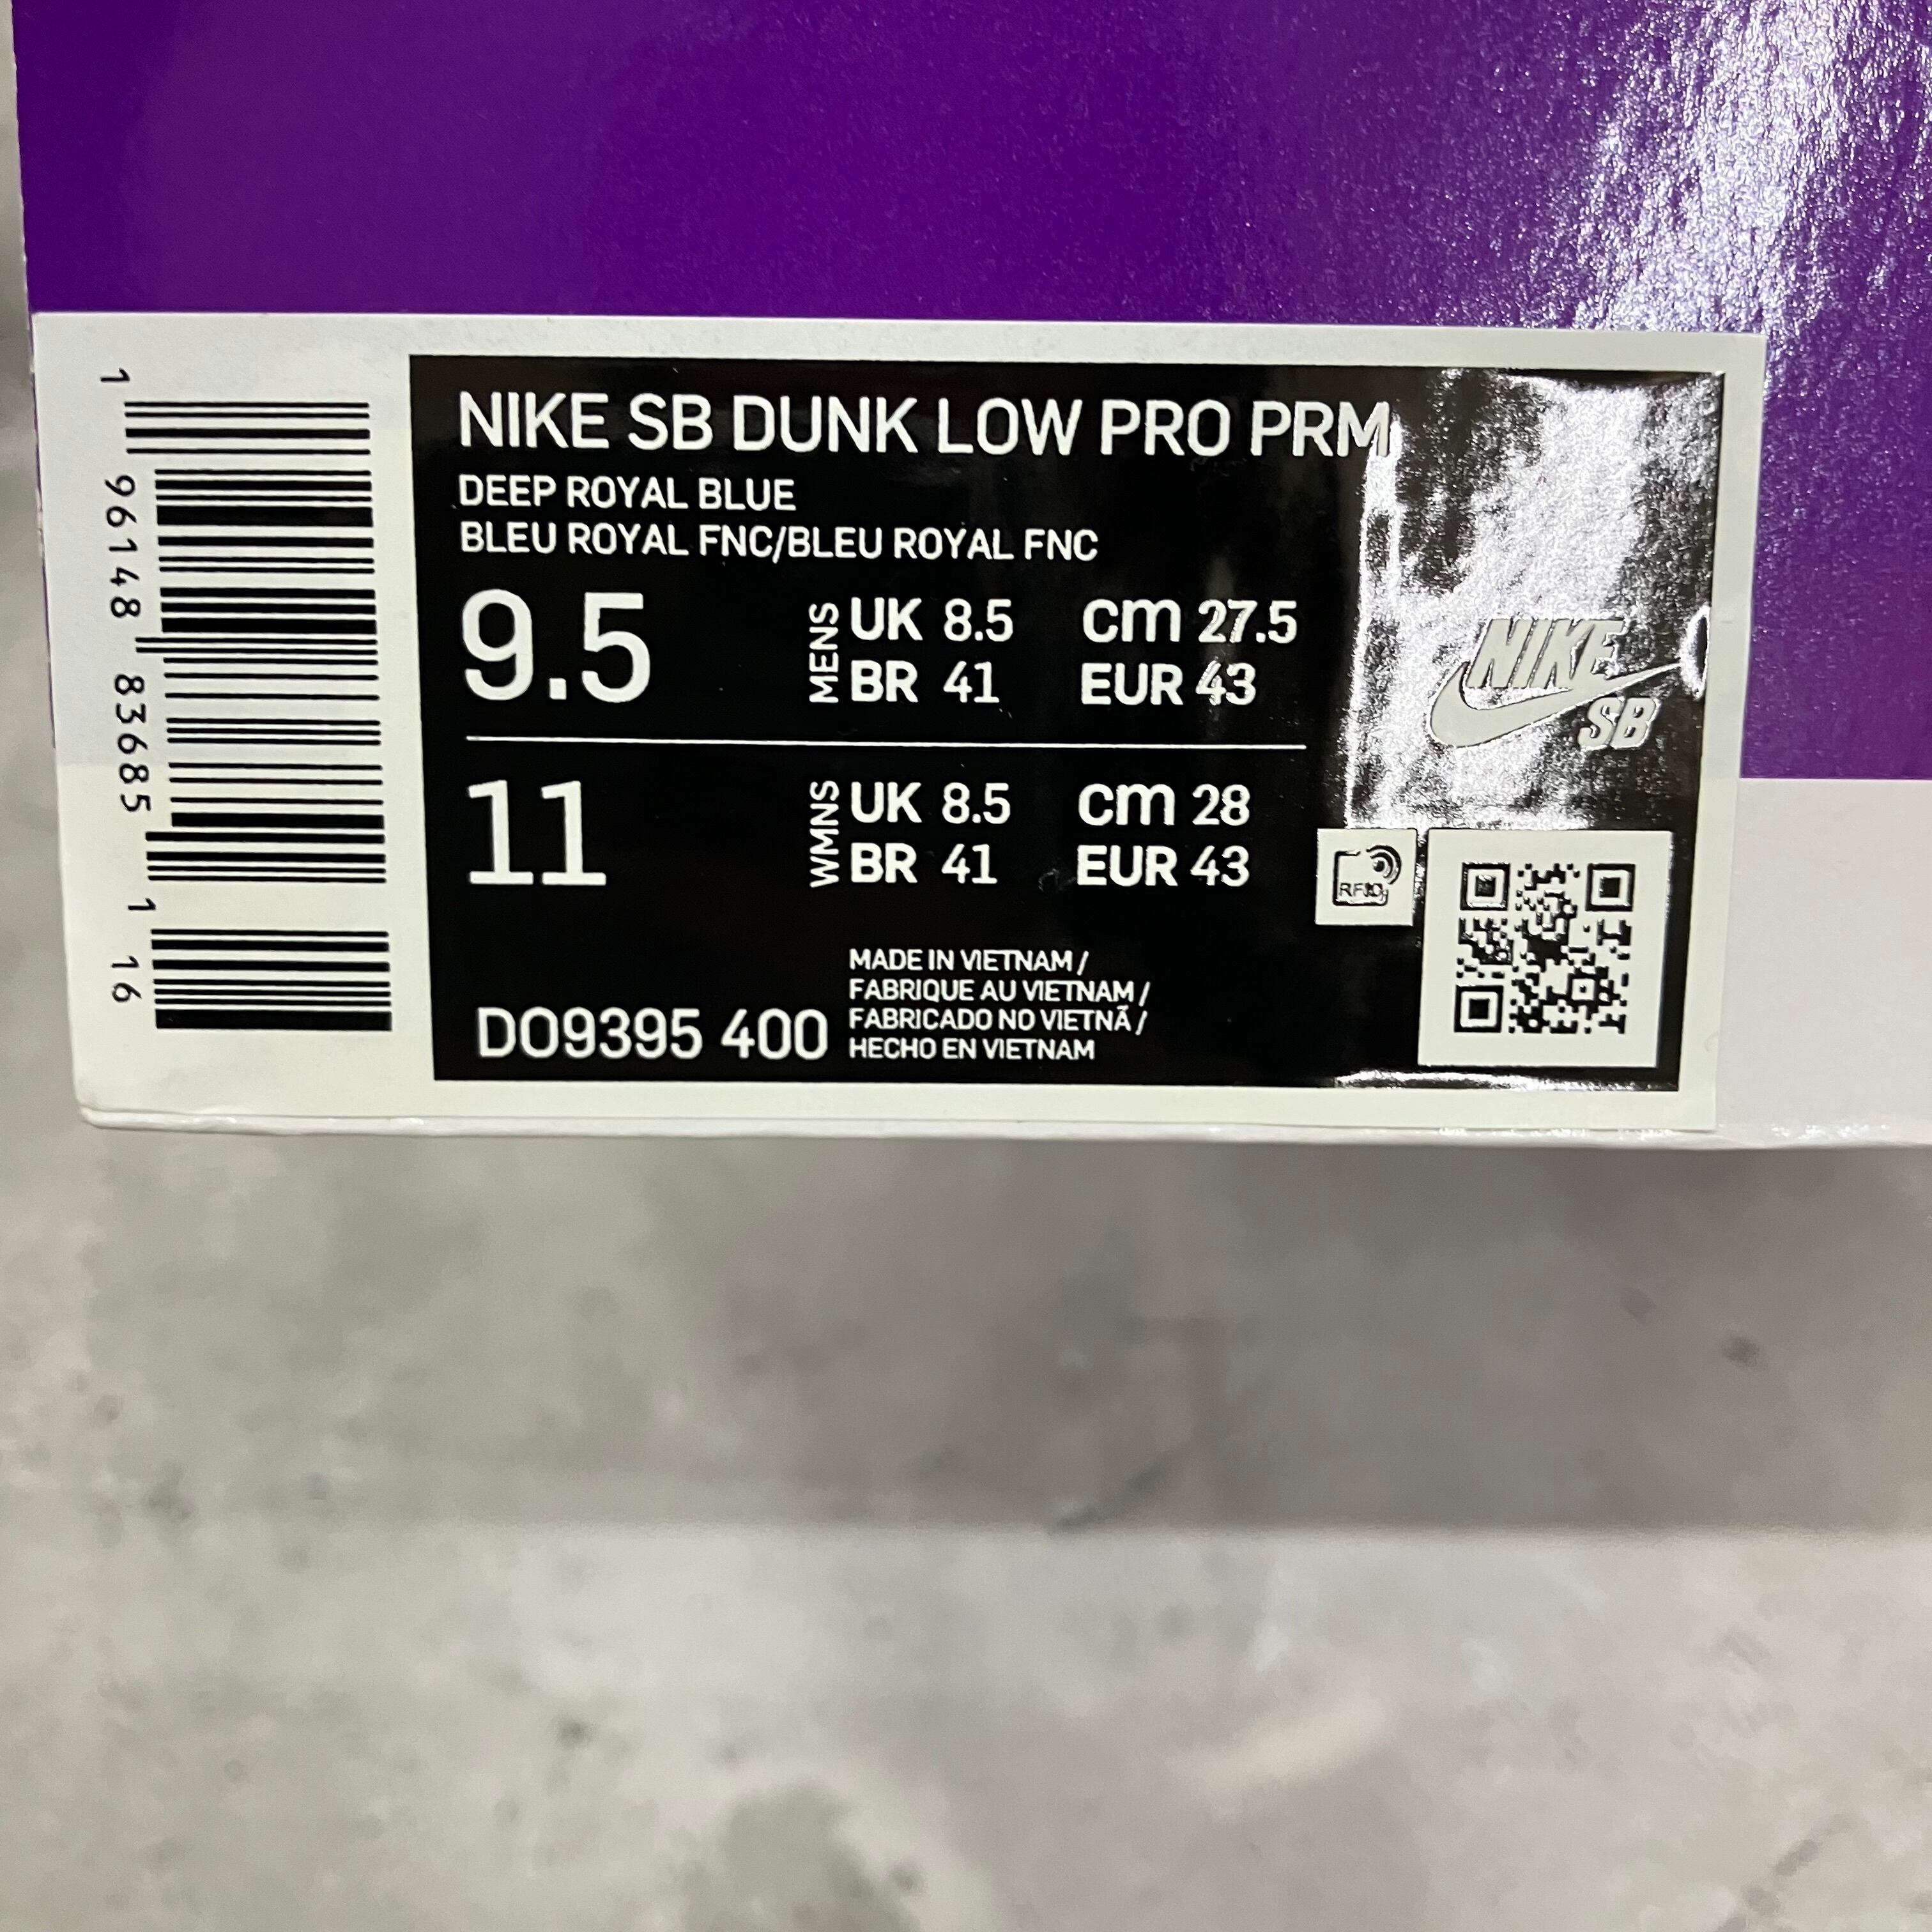 1 96148 83685 1 16
NIKE SB DUNK LOW PRO PRM
DEEP ROYAL BLUE
BLEU ROYAL FNC/BLEU ROYAL FNC
9.5 MENS UK 8.5 cm 27.5
BR 41 EUR 43
11 WMNS UK 8.5 cm 28
BR 41 EUR 43
NIKE
SB
RFID
MADE IN VIETNAM /
FABRIQUE AU VIETNAM /
FABRICADO NO VIETNÃ /
HECHO EN VIETNAM
DO9395 400